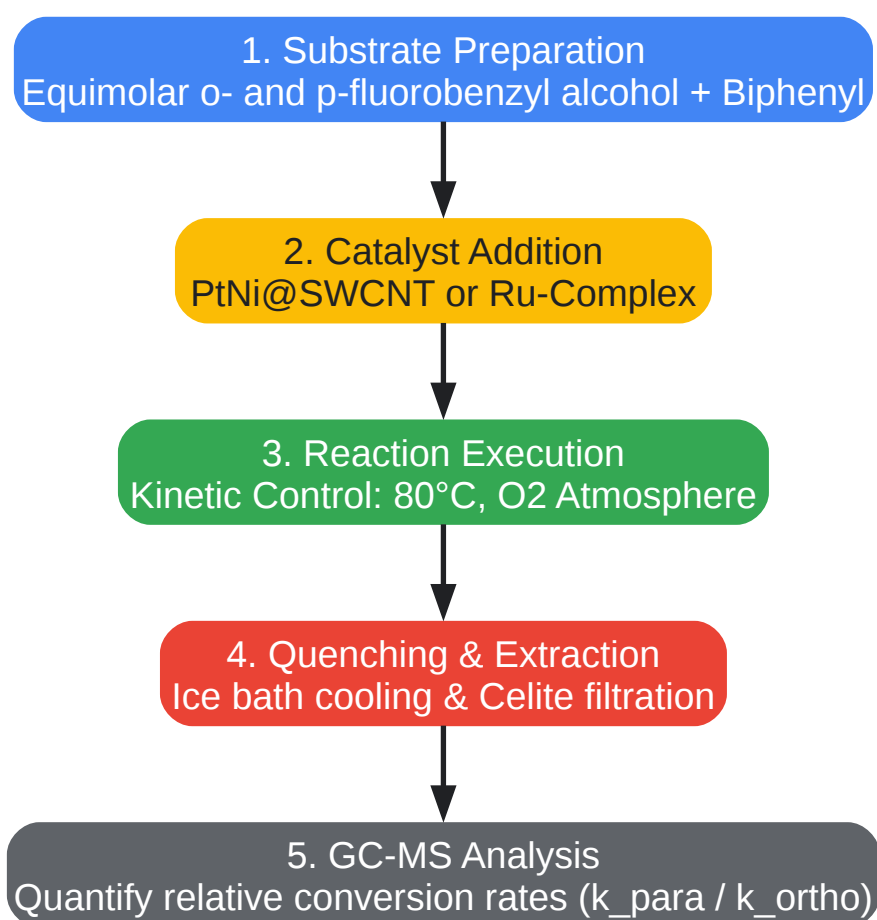 1. Substrate Preparation
Equimolar o- and p-fluorobenzyl alcohol + Biphenyl
2. Catalyst Addition
PtNi@SWCNT or Ru-Complex
3. Reaction Execution
Kinetic Control: 80°C, O2 Atmosphere
4. Quenching & Extraction
Ice bath cooling & Celite filtration
5. GC-MS Analysis
Quantify relative conversion rates (k_para / k_ortho)